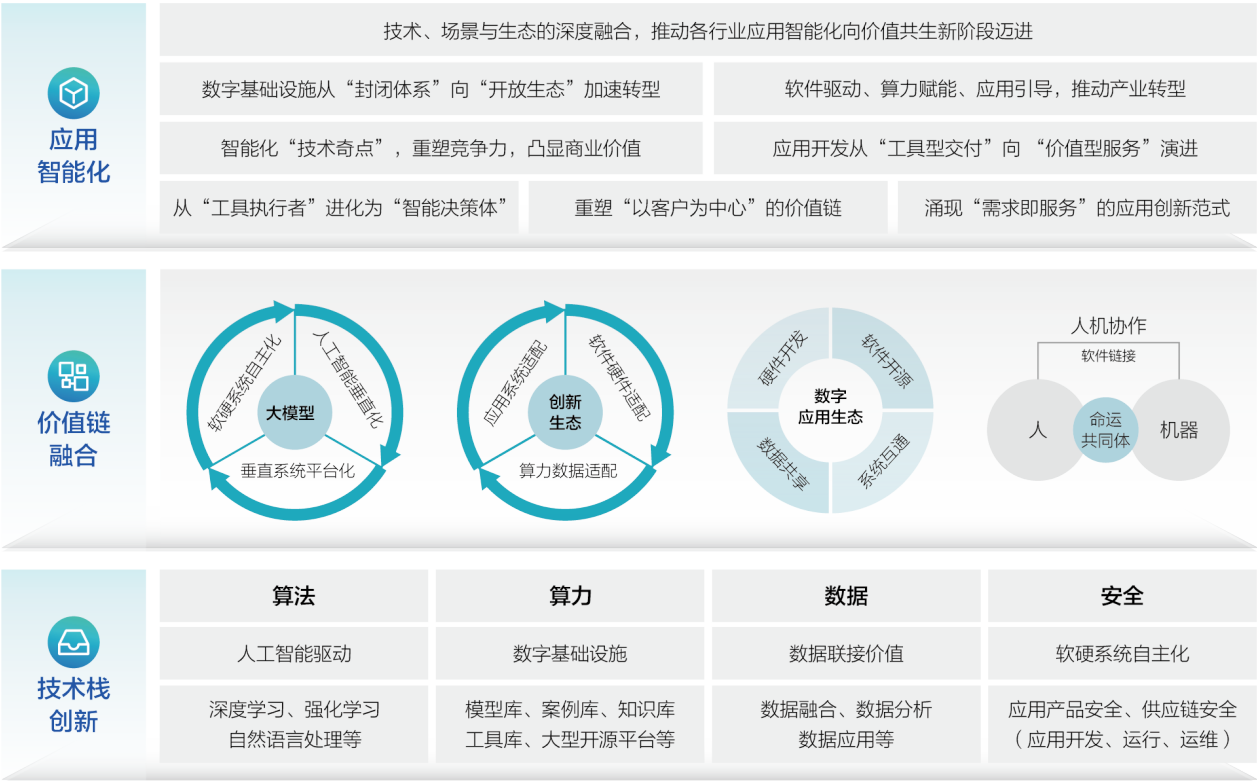 应用
智能化
技术、场景与生态的深度融合，推动各行业应用智能化向价值共生新阶段迈进
数字基础设施从“封闭体系”向“开放生态”加速转型
软件驱动、算力赋能、应用引导，推动产业转型
智能化“技术奇点”，重塑竞争力，凸显商业价值
应用开发从“工具型交付”向 “价值型服务”演进
从“工具执行者”进化为“智能决策体”
重塑“以客户为中心”的价值链
涌现“需求即服务”的应用创新范式
价值链
融合
软硬系统自主化
人工智能垂直化
大模型
垂直系统平台化
应用系统适配
软件硬件适配
创新
生态
算力数据适配
硬件开发
软件开源
数字
应用生态
数据共享
系统互通
人机协作
软件链接
人
命运
共同体
机器
技术栈
创新
算法
算力
数据
安全
人工智能驱动
数字基础设施
数据联接价值
软硬系统自主化
深度学习、强化学习
自然语言处理等
模型库、案例库、知识库
工具库、大型开源平台等
数据融合、数据分析
数据应用等
应用产品安全、供应链安全
（应用开发、运行、运维）